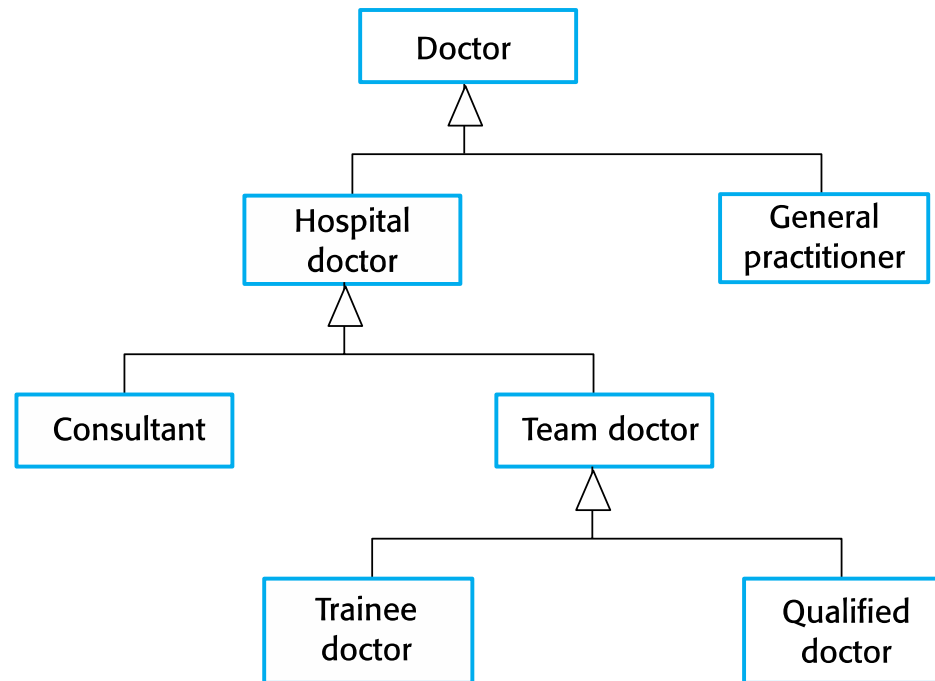 Doctor
Hospital
doctor
General
practitioner
Consultant
Team doctor
Trainee
doctor
Qualified
doctor